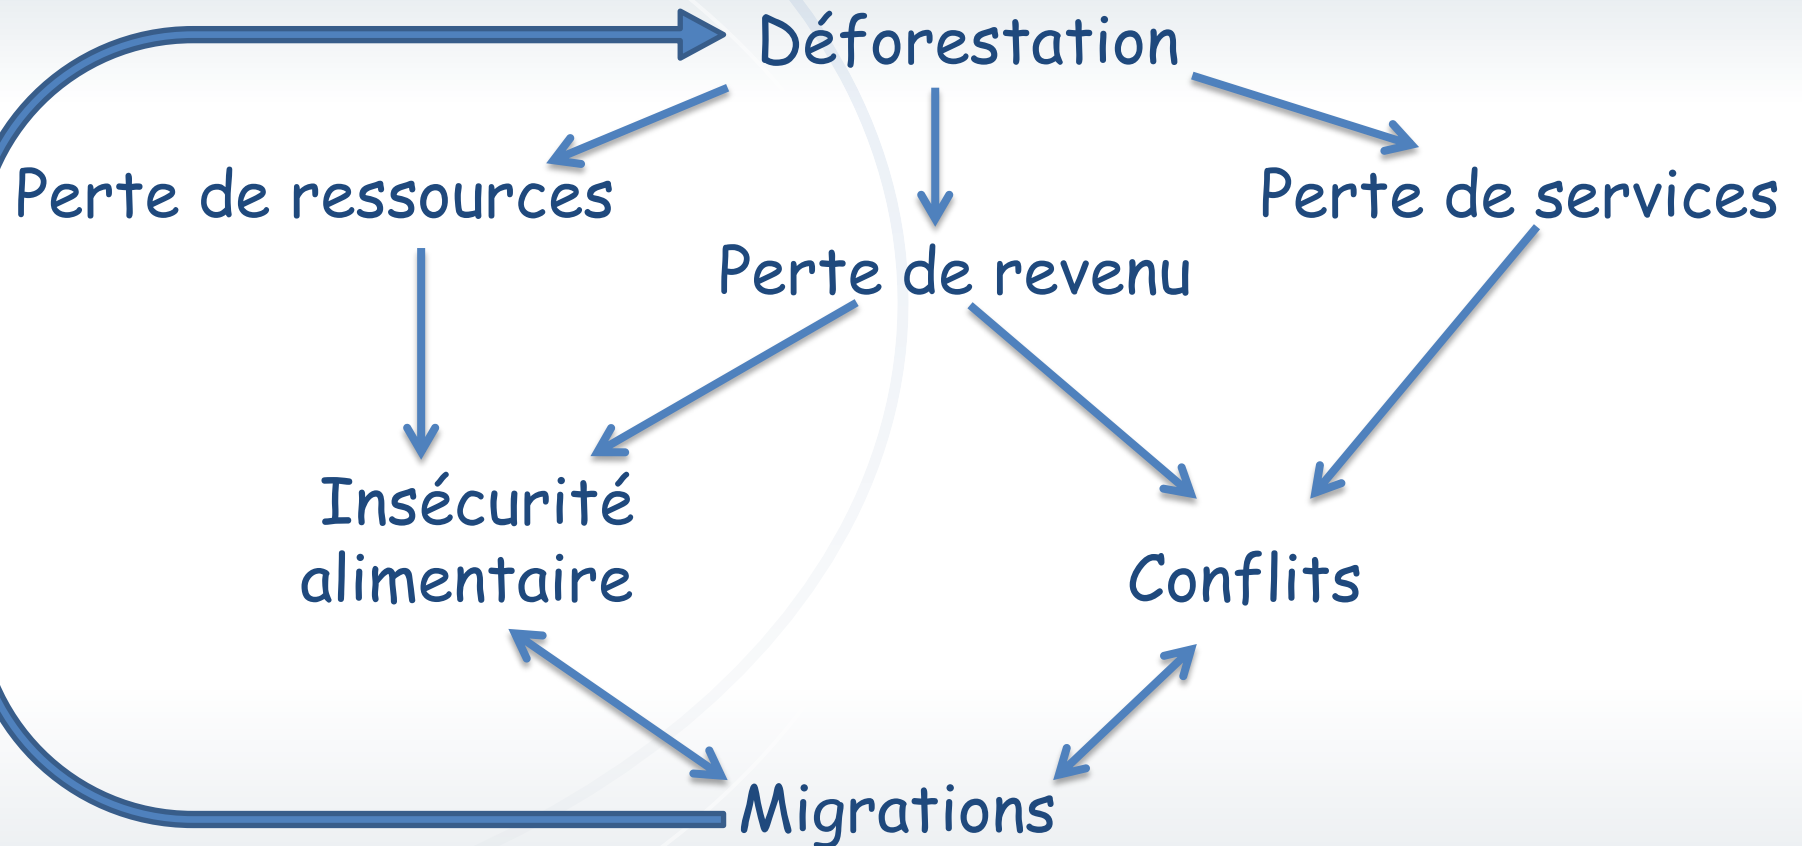 Déforestation
Perte de ressources
Perte de services
Perte de revenu
Insécurité
alimentaire
Conflits
Migrations